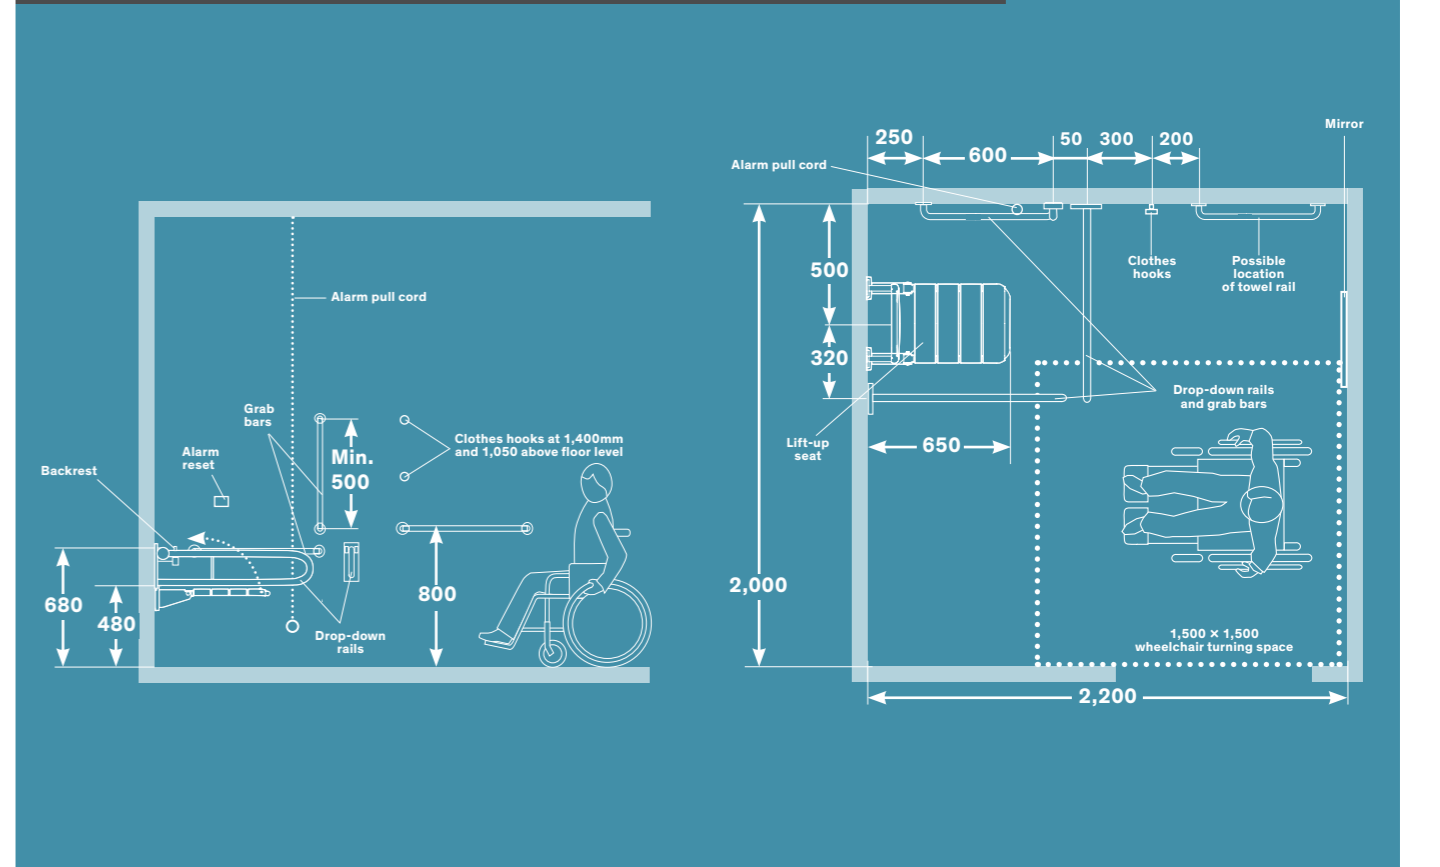 Alarm pull cord
Grab
bars
Clothes hooks at 1,400mm
and 1,050 above floor level
Min.
500
Alarm
reset
Backrest
680
480
800
Drop-down
rails
Mirror
250
600
50
300
200
Alarm pull cord
500
320
Clothes
hooks
Possible
location
of towel rail
Drop-down rails
and grab bars
Lift-up
seat
650
2,000
1,500 × 1,500
wheelchair turning space
2,200